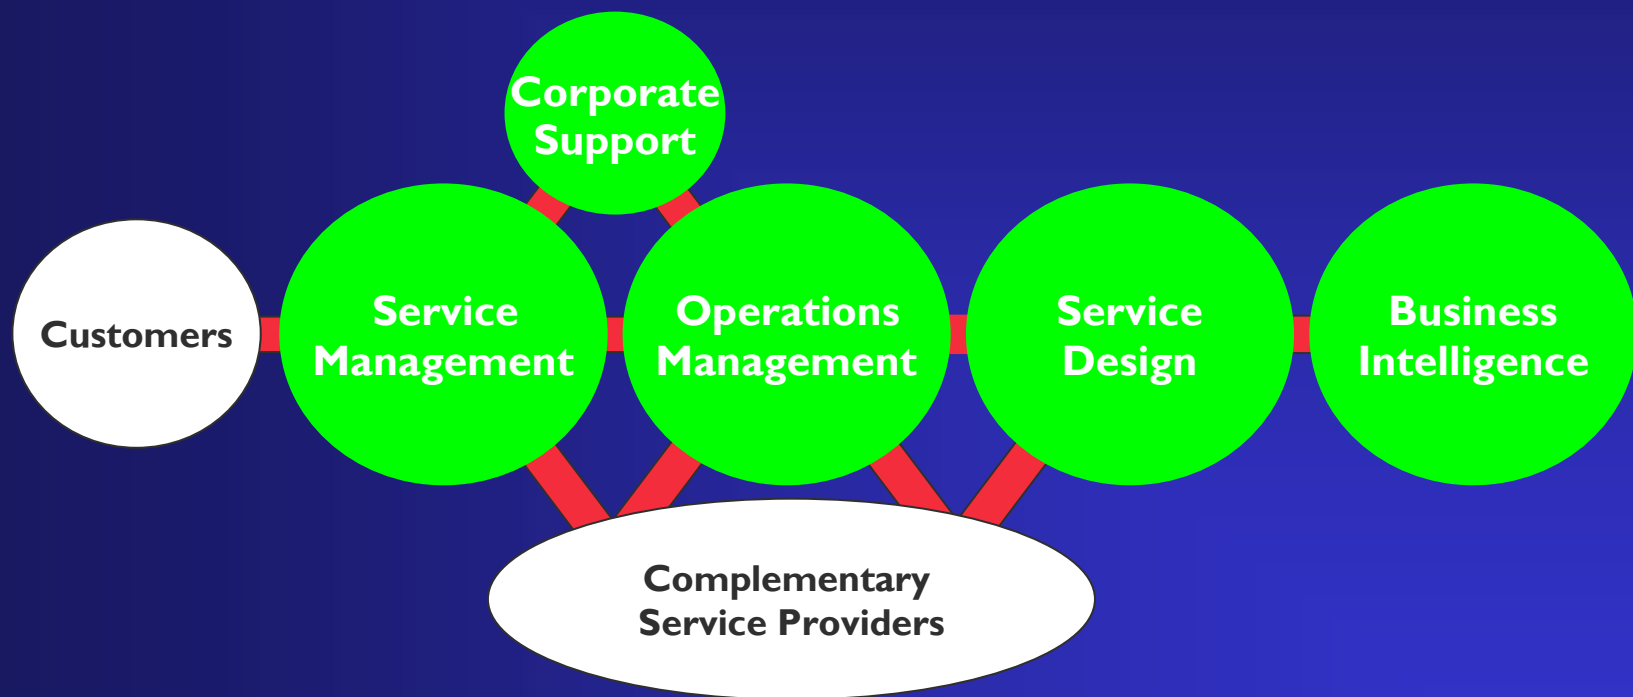 Corporate
Support
Customers
Service
Management
Operations
Management
Service
Design
Business
Intelligence
Complementary
Service Providers